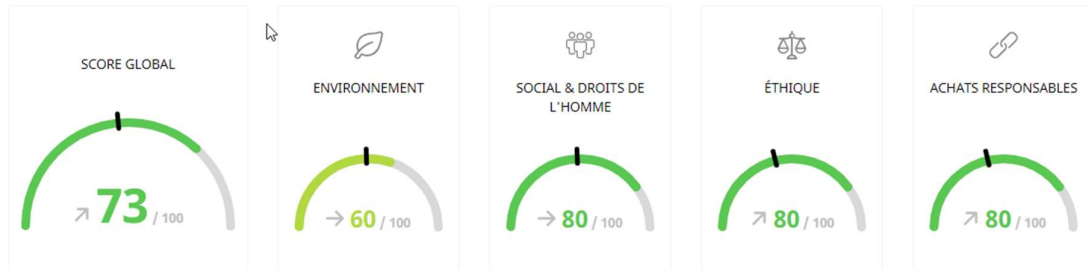 SCORE GLOBAL
73 / 100
ENVIRONNEMENT
60 / 100
SOCIAL & DROITS DE
L'HOMME
80 / 100
ÉTHIQUE
80 / 100
ACHATS RESPONSABLES
80 / 100